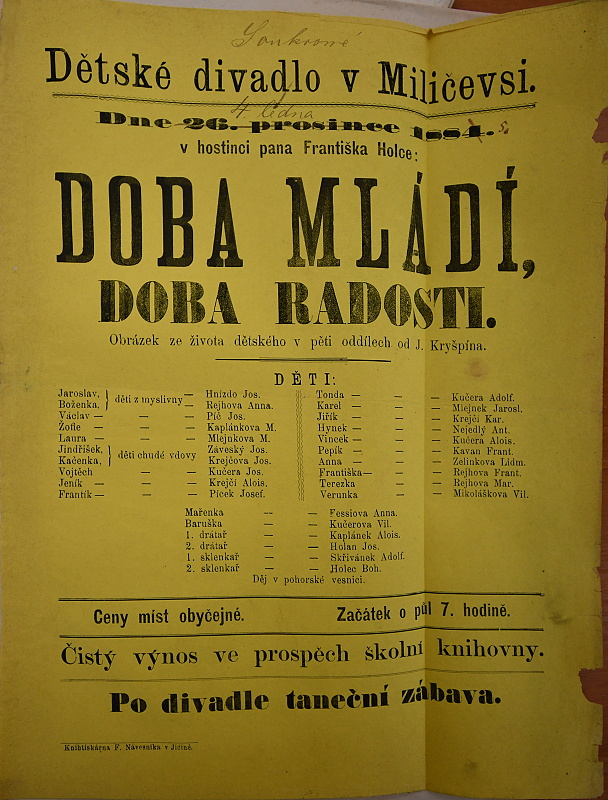 Soukromé
Dětské divadlo v Miličevsi.
4. ledna
Dne 26. prosince 1884. 5.
v hostinci pana Františka Holce:
DOBA MLÁDÍ,
DOBA RADOSTI.
Obrázek ze života dětského v pěti oddílech od J. Kryšpína.
DĚTI:
Jaroslav, } děti z myslivny — Hnízdo Jos.
Boženka, } Rejhova Anna.
Václav — — — Píč Jos.
Žofie — — — Kaplánkova M.
Laura — — — Mlejnkova M.
Jindříšek, } děti chudé vdovy Záveský Jos.
Kačenka, } Krejčova Jos.
Vojtěch — — Kučera Jos.
Jeník — — — Krejčí Alois.
Frantík — — — Pícek Josef.
Tonda — — — Kučera Adolf.
Karel — — — Mlejnek Jarosl.
Jiřík — — — Krejčí Kar.
Hynek — — — Nejedlý Ant.
Vincek — — — Kučera Alois.
Pepík — — — Kavan Frant.
Anna — — — Zelinkova Lidm.
Františka — — — Rejhova Frant.
Terezka — — Rejhova Mar.
Verunka — — Mikoláškova Vil.
Mařenka — — Fessiova Anna.
Baruška — — Kučerova Vil.
1. drátař — — Kaplánek Alois.
2. drátař — — Holan Jos.
1. sklenkař — — Skřivánek Adolf.
2. sklenkař — — Holec Boh.
Děj v pohorské vesnici.
Ceny míst obyčejné. Začátek o půl 7. hodině.
Čistý výnos ve prospěch školní knihovny.
Po divadle taneční zábava.
Knihtiskárna F. Návesníka v Jičíně.